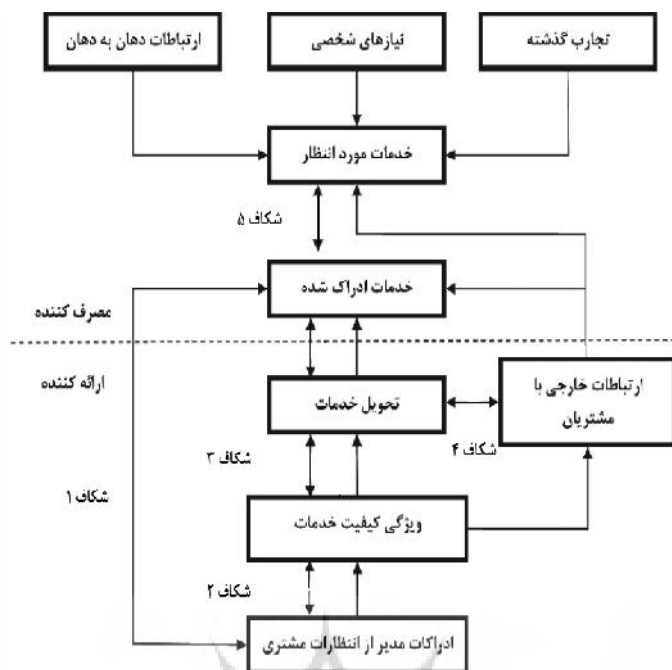 تجارب گذشته
نیازهای شخصی
ارتباطات دهان به دهان
خدمات مورد انتظار
شکاف ۵
خدمات ادراک شده
مصرف کننده
ارائه کننده
ارتباطات خارجی با
مشتریان
تحویل خدمات
شکاف ۴
شکاف ۳
شکاف ۱
ویژگی کیفیت خدمات
شکاف ۲
ادراکات مدیر از انتظارات مشتری